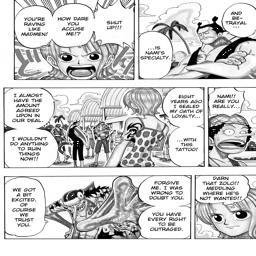 AND
BE-
TRAYAL...
...IS
NAMI'S
SPECIALTY.
SHUT
UP!!!
HOW DARE
YOU
ACCUSE
ME!?
YOU'RE
RAVING
LIKE
MADMEN!
NAMI!!
ARE YOU
REALLY...
EIGHT
YEARS AGO
I SEALED
MY OATH OF
LOYALTY...
...WITH
THIS
TATTOO!
I ALMOST
HAVE THE
AMOUNT
AGREED
UPON IN
OUR DEAL.
I WOULDN'T
DO
ANYTHING
TO RUIN
THINGS
NOW!!
DARN
THAT ZOLO!!
MEDDLING
WHERE HE'S
NOT
WANTED!!
FORGIVE
ME. I WAS
WRONG TO
DOUBT YOU.
YOU HAVE
EVERY RIGHT
TO BE
OUTRAGED.
WE GOT
A BIT
EXCITED.
OF
COURSE
WE
TRUST
YOU.